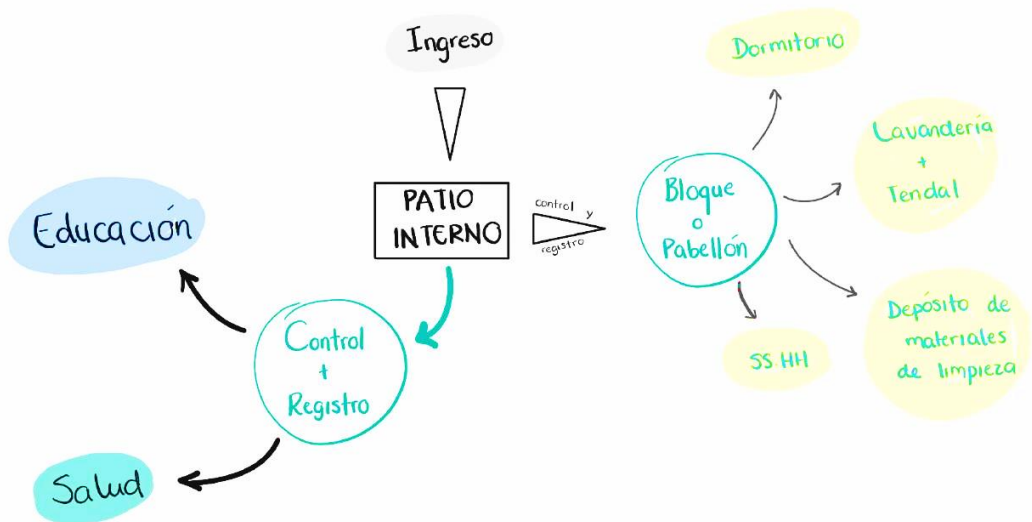 Ingreso
PATIO
INTERNO
control y
registro
Bloque
o
Pabellón
Dormitorio
Lavandería
+
Tendal
Depósito de
materiales
de limpieza
SS HH
Control
+
Registro
Educación
Salud